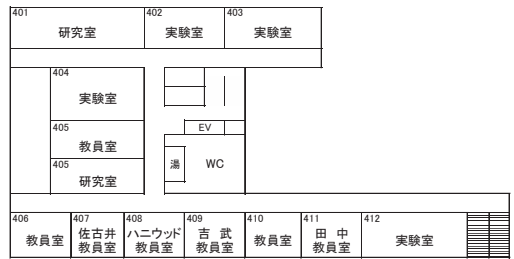 401
研究室
402
実験室
403
実験室
404
実験室
405
教員室
405
研究室
EV
湯
WC
406
教員室
407
佐古井
教員室
408
ハニウッド
教員室
409
吉 武
教員室
410
教員室
411
田 中
教員室
412
実験室